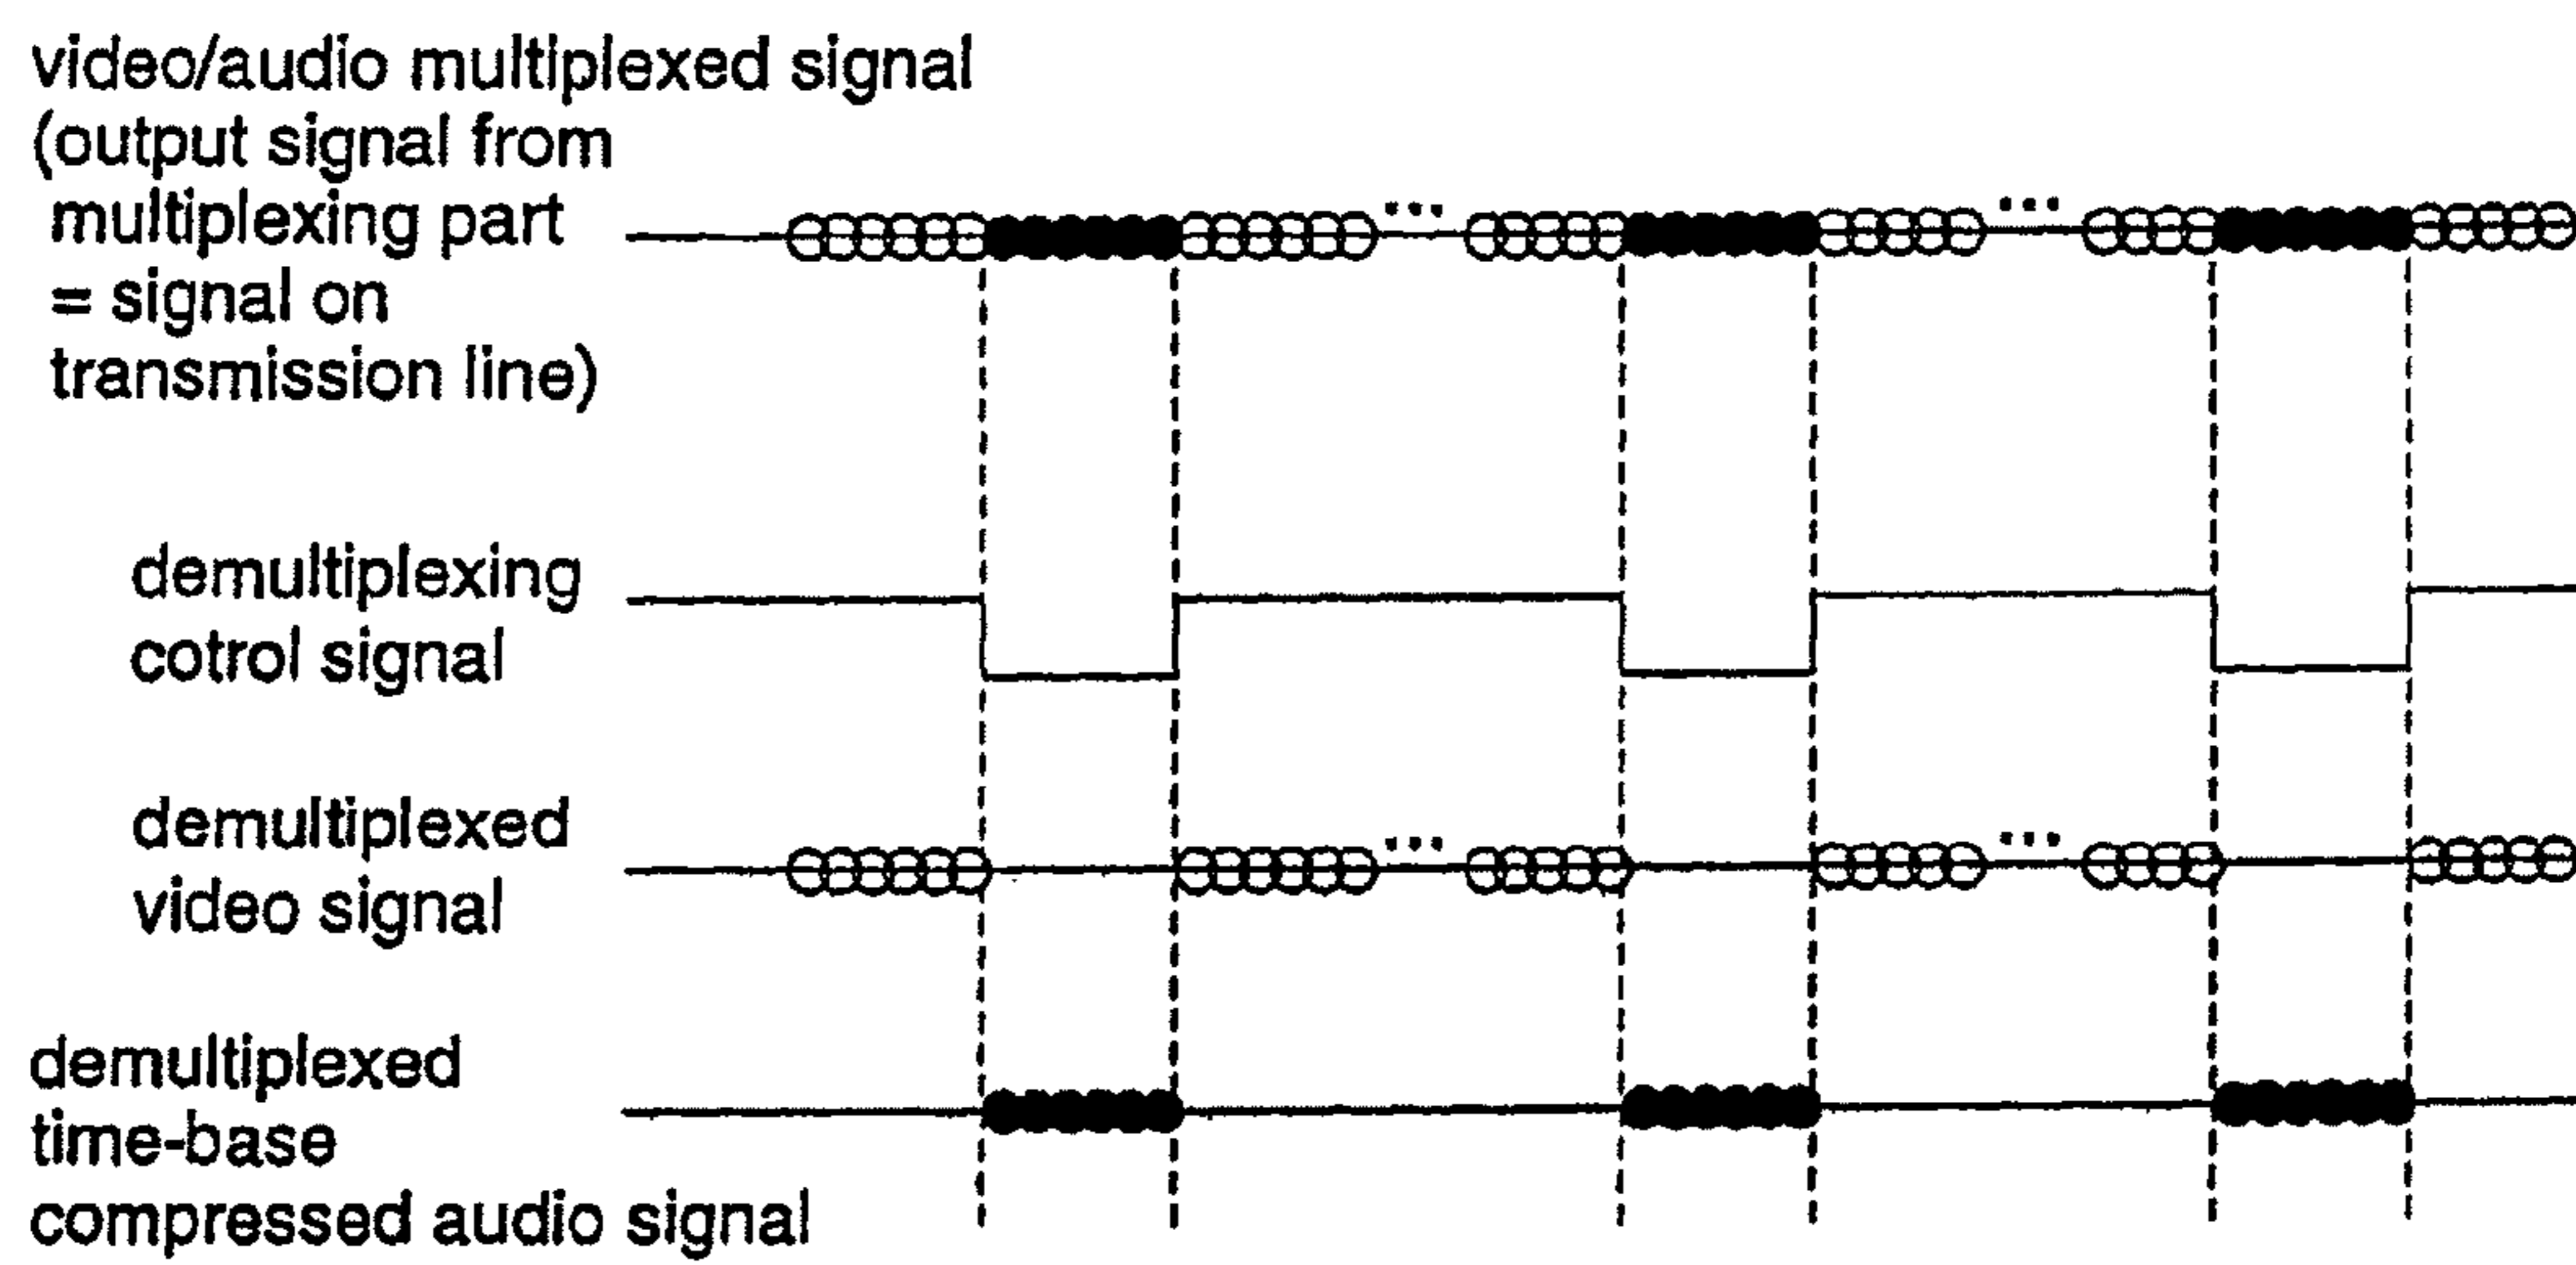 video/audio multiplexed signal
(output signal from
multiplexing part
= signal on
transmission line)
demultiplexing
cotrol signal
demultiplexed
video signal
demultiplexed
time-base
compressed audio signal